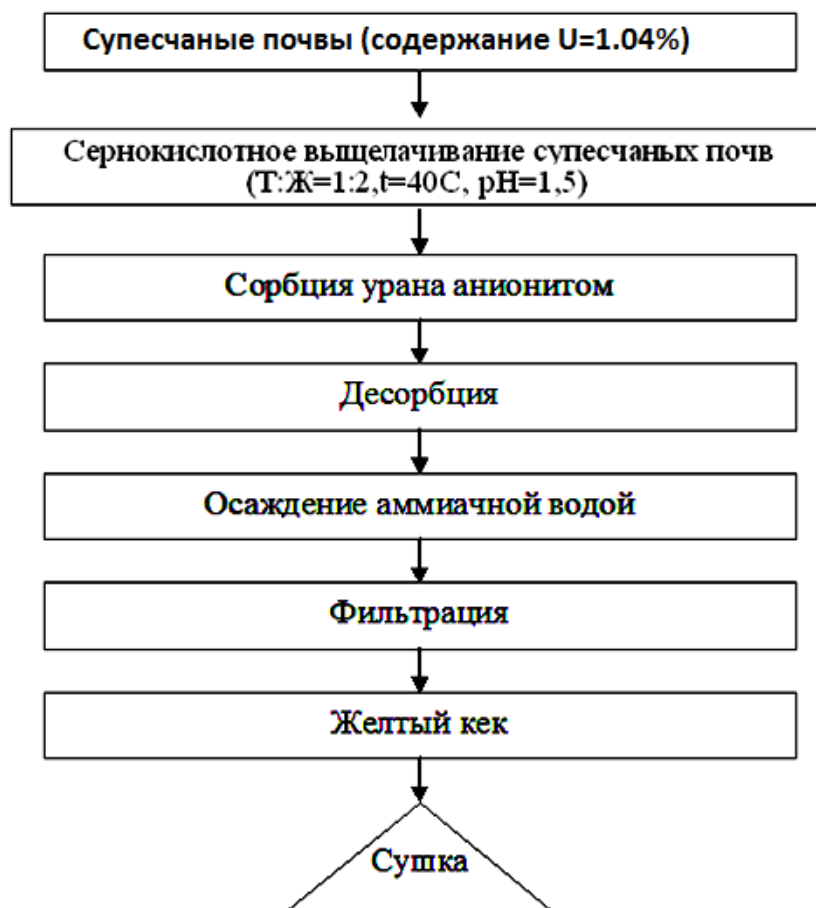 Супесчаные почвы (содержание U=1.04%)
Сернокислотное выщелачивание супесчаных почв
(Т:Ж=1:2,t=40С, рН=1,5)
Сорбция урана анионитом
Десорбция
Осаждение аммиачной водой
Фильтрация
Желтый кек
Сушка